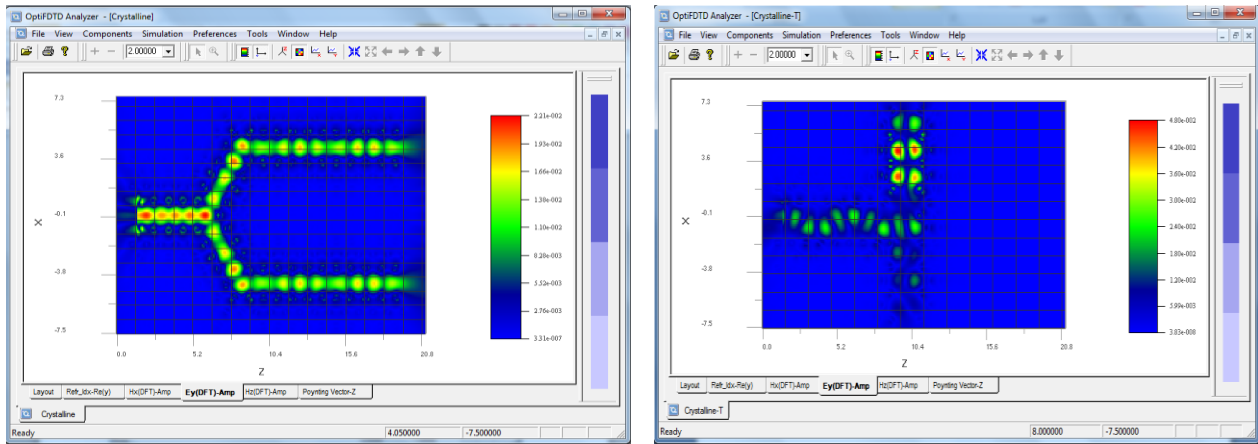 OptiFDTD Analyzer - [Crystalline]
File View Components Simulation Preferences Tools Window Help
2.00000
7.3
3.6
-0.1
-3.8
-7.5
X
0.0 5.2 10.4 15.6 20.8
Z
2.21e-002
1.93e-002
1.66e-002
1.38e-002
1.10e-002
8.28e-003
5.52e-003
2.76e-003
3.31e-007
Layout Refr_Idx-Re(y) Hx(DFT)-Amp Ey(DFT)-Amp Hz(DFT)-Amp Poynting Vector-Z
Crystalline
Ready 4.050000 -7.500000
OptiFDTD Analyzer - [Crystalline-T]
File View Components Simulation Preferences Tools Window Help
2.00000
7.3
3.6
-0.1
-3.8
-7.5
X
0.0 5.2 10.4 15.6 20.8
Z
4.80e-002
4.20e-002
3.60e-002
3.00e-002
2.40e-002
1.80e-002
1.20e-002
5.99e-003
3.83e-008
Layout Refr_Idx-Re(y) Hx(DFT)-Amp Ey(DFT)-Amp Hz(DFT)-Amp Poynting Vector-Z
Crystalline-T
Ready 8.000000 -7.500000